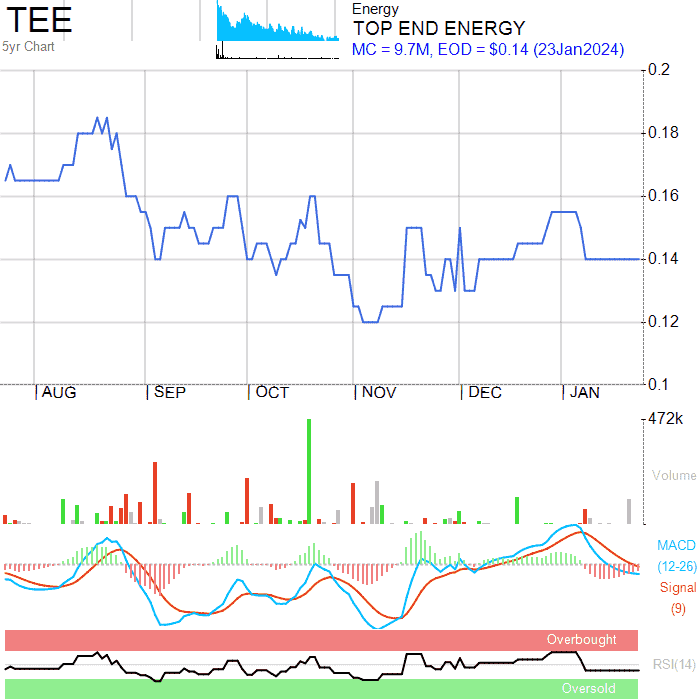 TEE
5yr Chart
Energy
TOP END ENERGY
MC = 9.7M, EOD = $0.14 (23Jan2024)
0.2
0.18
0.16
0.14
0.12
0.1
AUG SEP OCT NOV DEC JAN
472k
Volume
MACD
(12-26)
Signal
(9)
Overbought
RSI(14)
Oversold